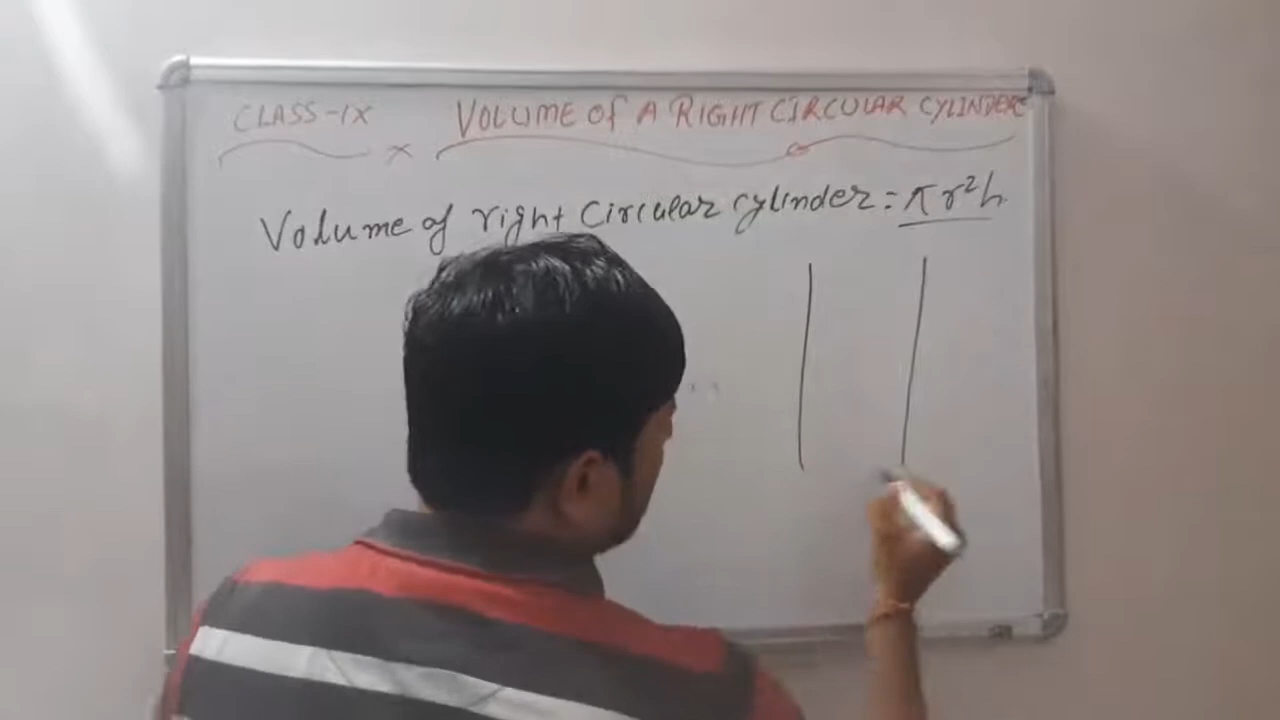 CLASS-IX VOLUME OF A RIGHT CIRCULAR CYLINDER
Volume of right Circular cylinder = πr²h.